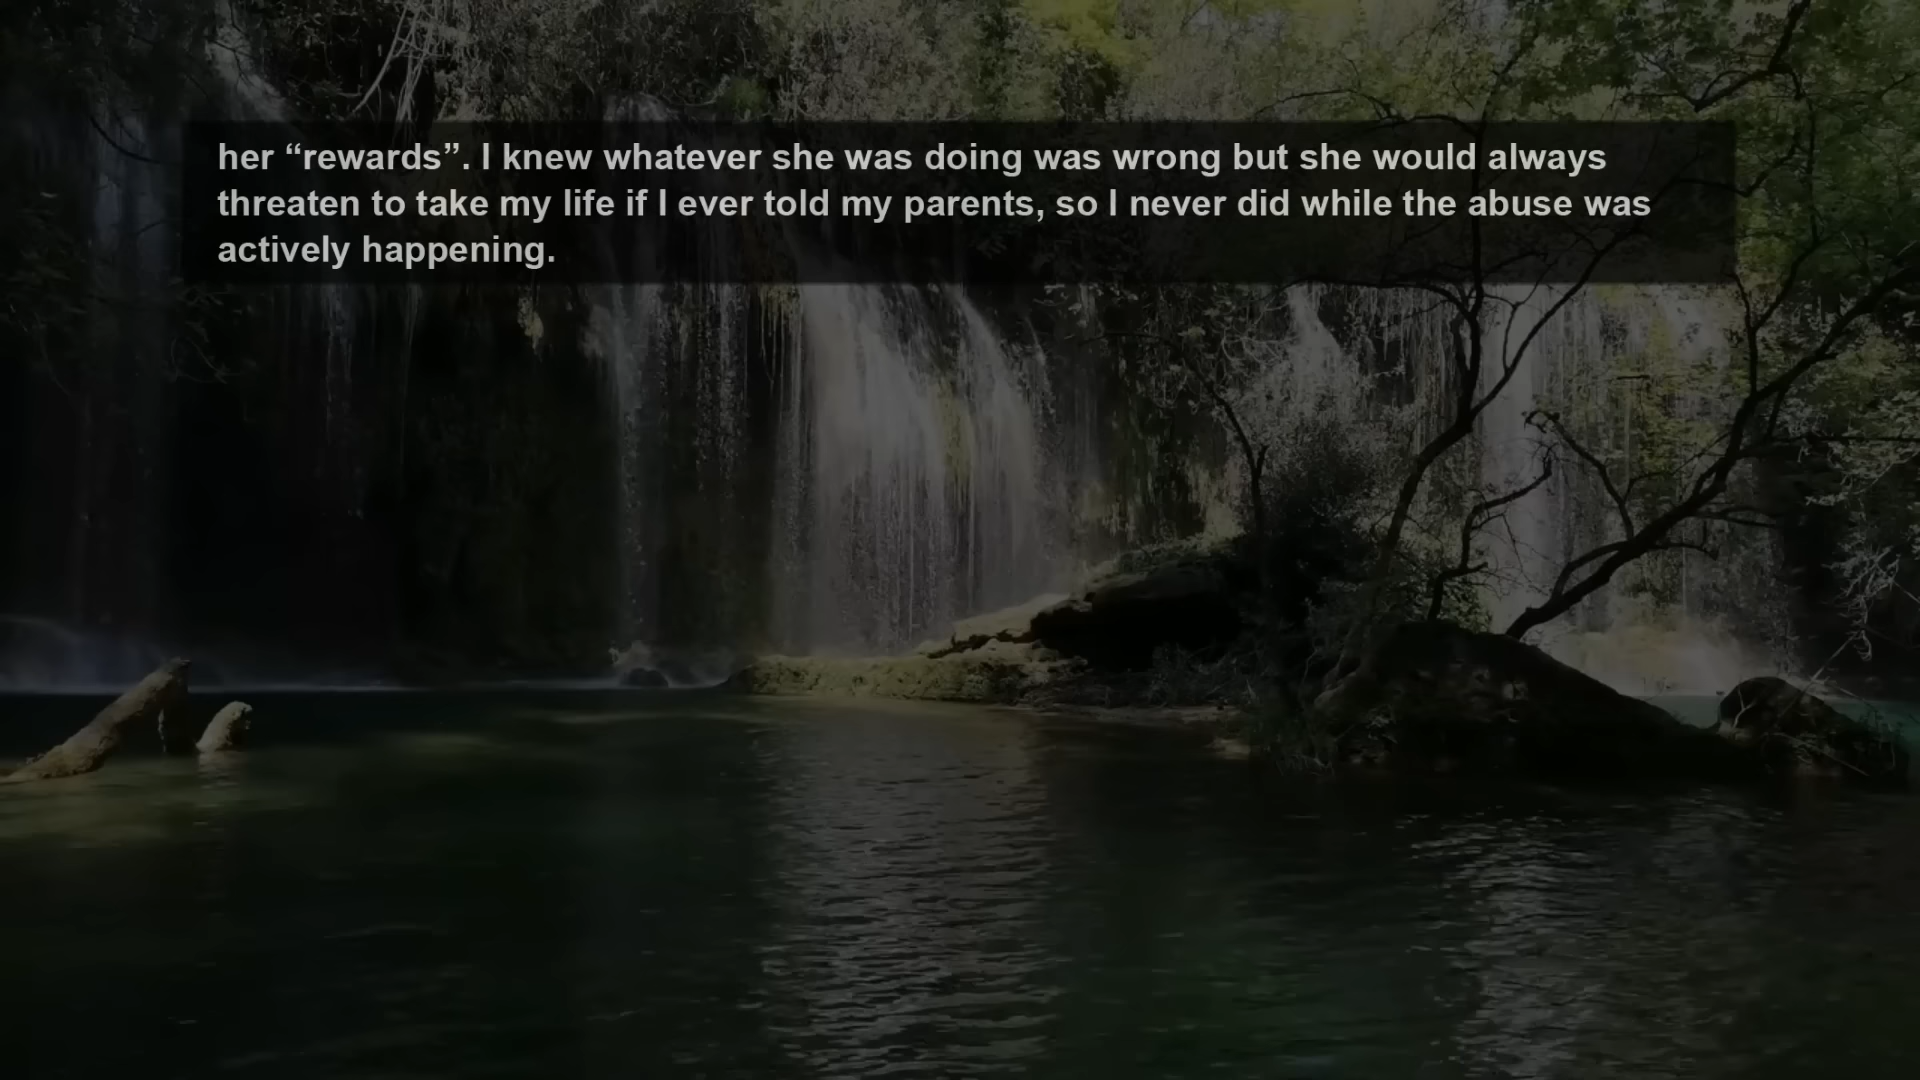 her “rewards”. I knew whatever she was doing was wrong but she would always
threaten to take my life if I ever told my parents, so I never did while the abuse was
actively happening.